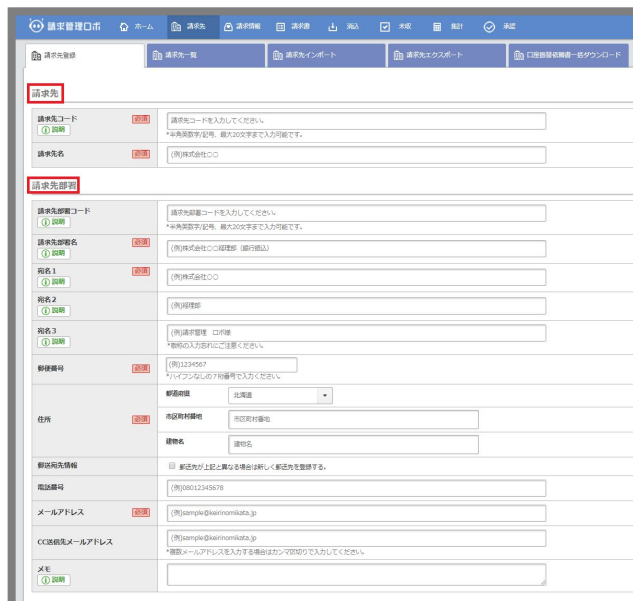 請求管理ロボ ホーム 請求先 請求情報 請求書 消込 未収 集計 承認
請求先登録 請求先一覧 請求先インポート 請求先エクスポート 口座振替依頼書一括ダウンロード
請求先
請求先コード 必須 請求先コードを入力してください。
説明
*半角英数字/記号、最大20文字まで入力可能です。
請求先名 必須 (例)株式会社〇〇
請求先部署
請求先部署コード 請求先部署コードを入力してください。
説明
*半角英数字/記号、最大20文字まで入力可能です。
請求先部署名 必須 (例)株式会社〇〇経理部（銀行振込）
説明
宛名1 必須 (例)株式会社〇〇
説明
宛名2 (例)経理部
説明
宛名3 (例)請求管理　ロボ様
説明
*敬称の入力忘れにご注意ください。
郵便番号 必須 (例)1234567
*ハイフンなしの7桁番号で入力ください。
住所 必須
都道府県 北海道
市区町村番地 市区町村番地
建物名 建物名
郵送宛先情報 郵送先が上記と異なる場合は新しく郵送先を登録する。
電話番号 (例)08012345678
メールアドレス 必須 (例)sample@keirinomikata.jp
CC送信先メールアドレス (例)sample@keirinomikata.jp
*複数メールアドレスを入力する場合はカンマ区切りで入力してください。
メモ
説明